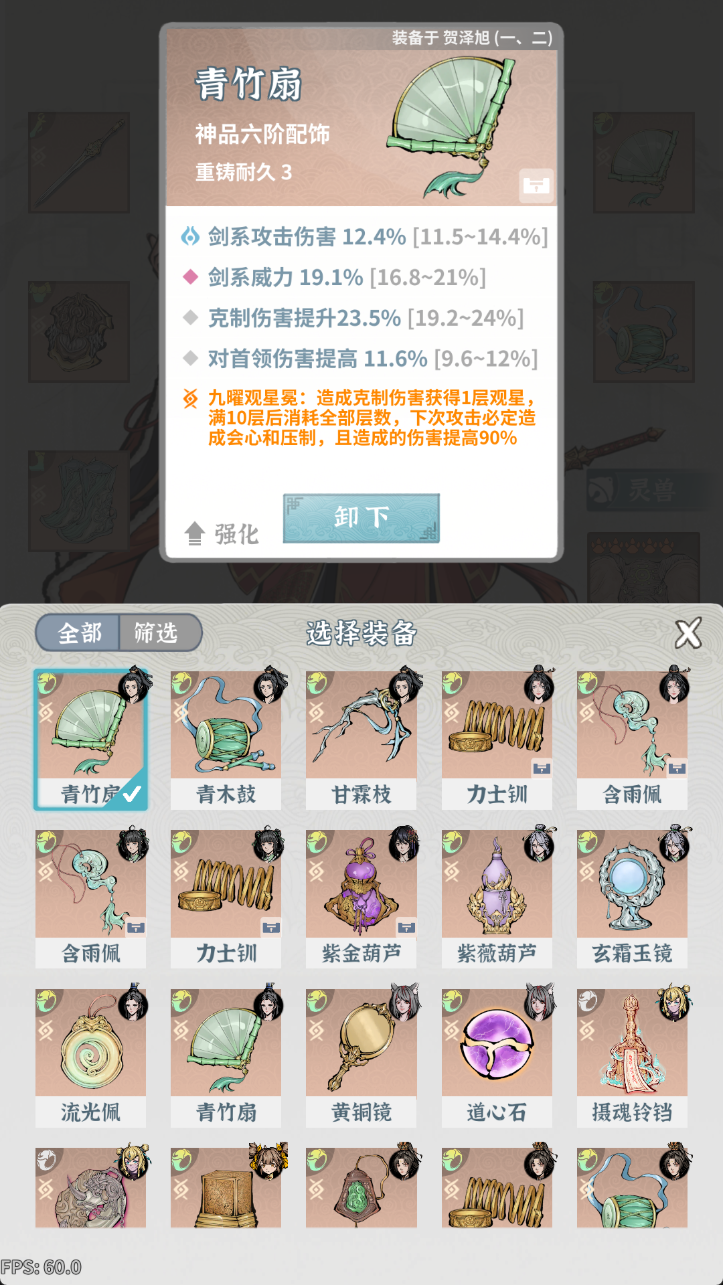 装备于 贺泽旭 (一、二)
青竹扇
神品六阶配饰
重铸耐久 3
剑系攻击伤害 12.4% [11.5~14.4%]
剑系威力 19.1% [16.8~21%]
克制伤害提升23.5% [19.2~24%]
对首领伤害提高 11.6% [9.6~12%]
九曜观星冕：造成克制伤害获得1层观星，
满10层后消耗全部层数，下次攻击必定造
成会心和压制，且造成的伤害提高90%
强化
卸下
灵兽
全部
筛选
选择装备
青竹扇
青木鼓
甘霖枝
力士钏
含雨佩
含雨佩
力士钏
紫金葫芦
紫薇葫芦
玄霜玉镜
流光佩
青竹扇
黄铜镜
道心石
摄魂铃铛
FPS: 60.0